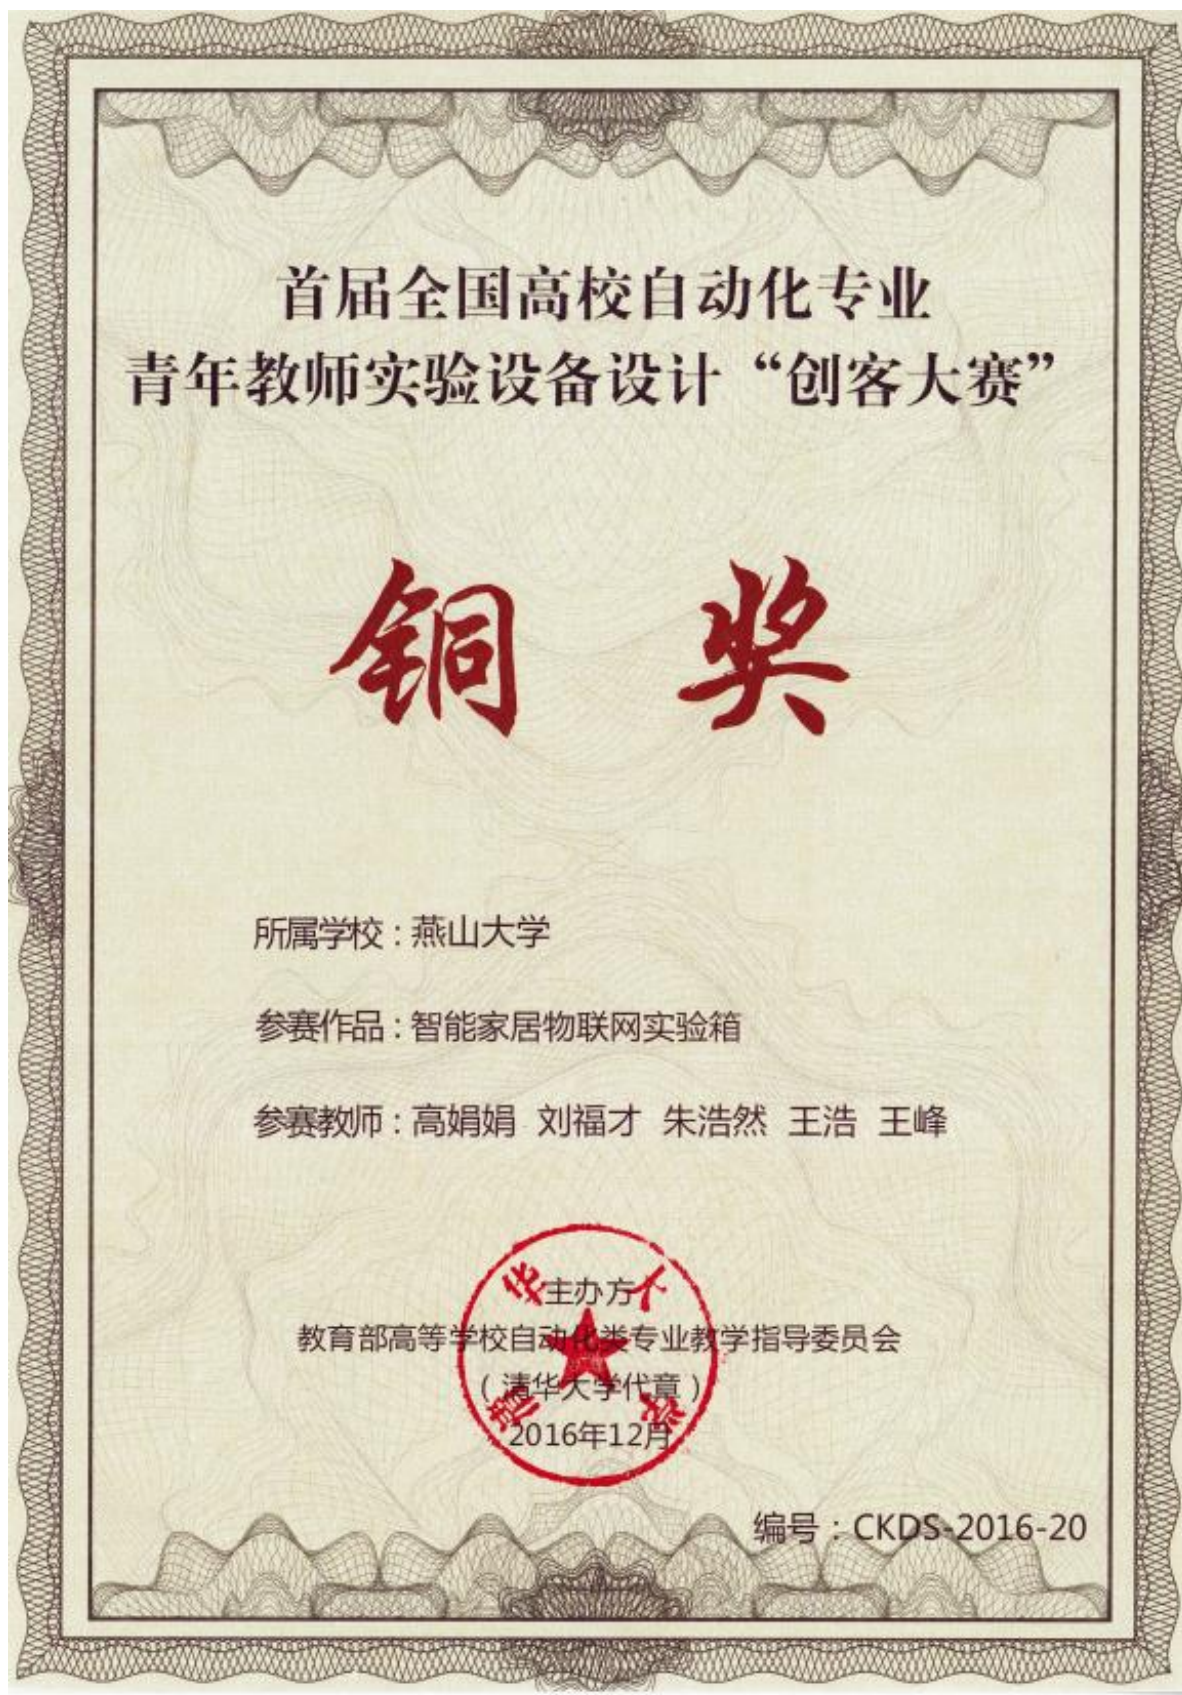 首届全国高校自动化专业
青年教师实验设备设计“创客大赛”
铜奖
所属学校：燕山大学
参赛作品：智能家居物联网实验箱
参赛教师：高娟娟 刘福才 朱浩然 王浩 王峰
主办方
教育部高等学校自动化类专业教学指导委员会
（清华大学代章）
2016年12月
清华大学
编号：CKDS-2016-20